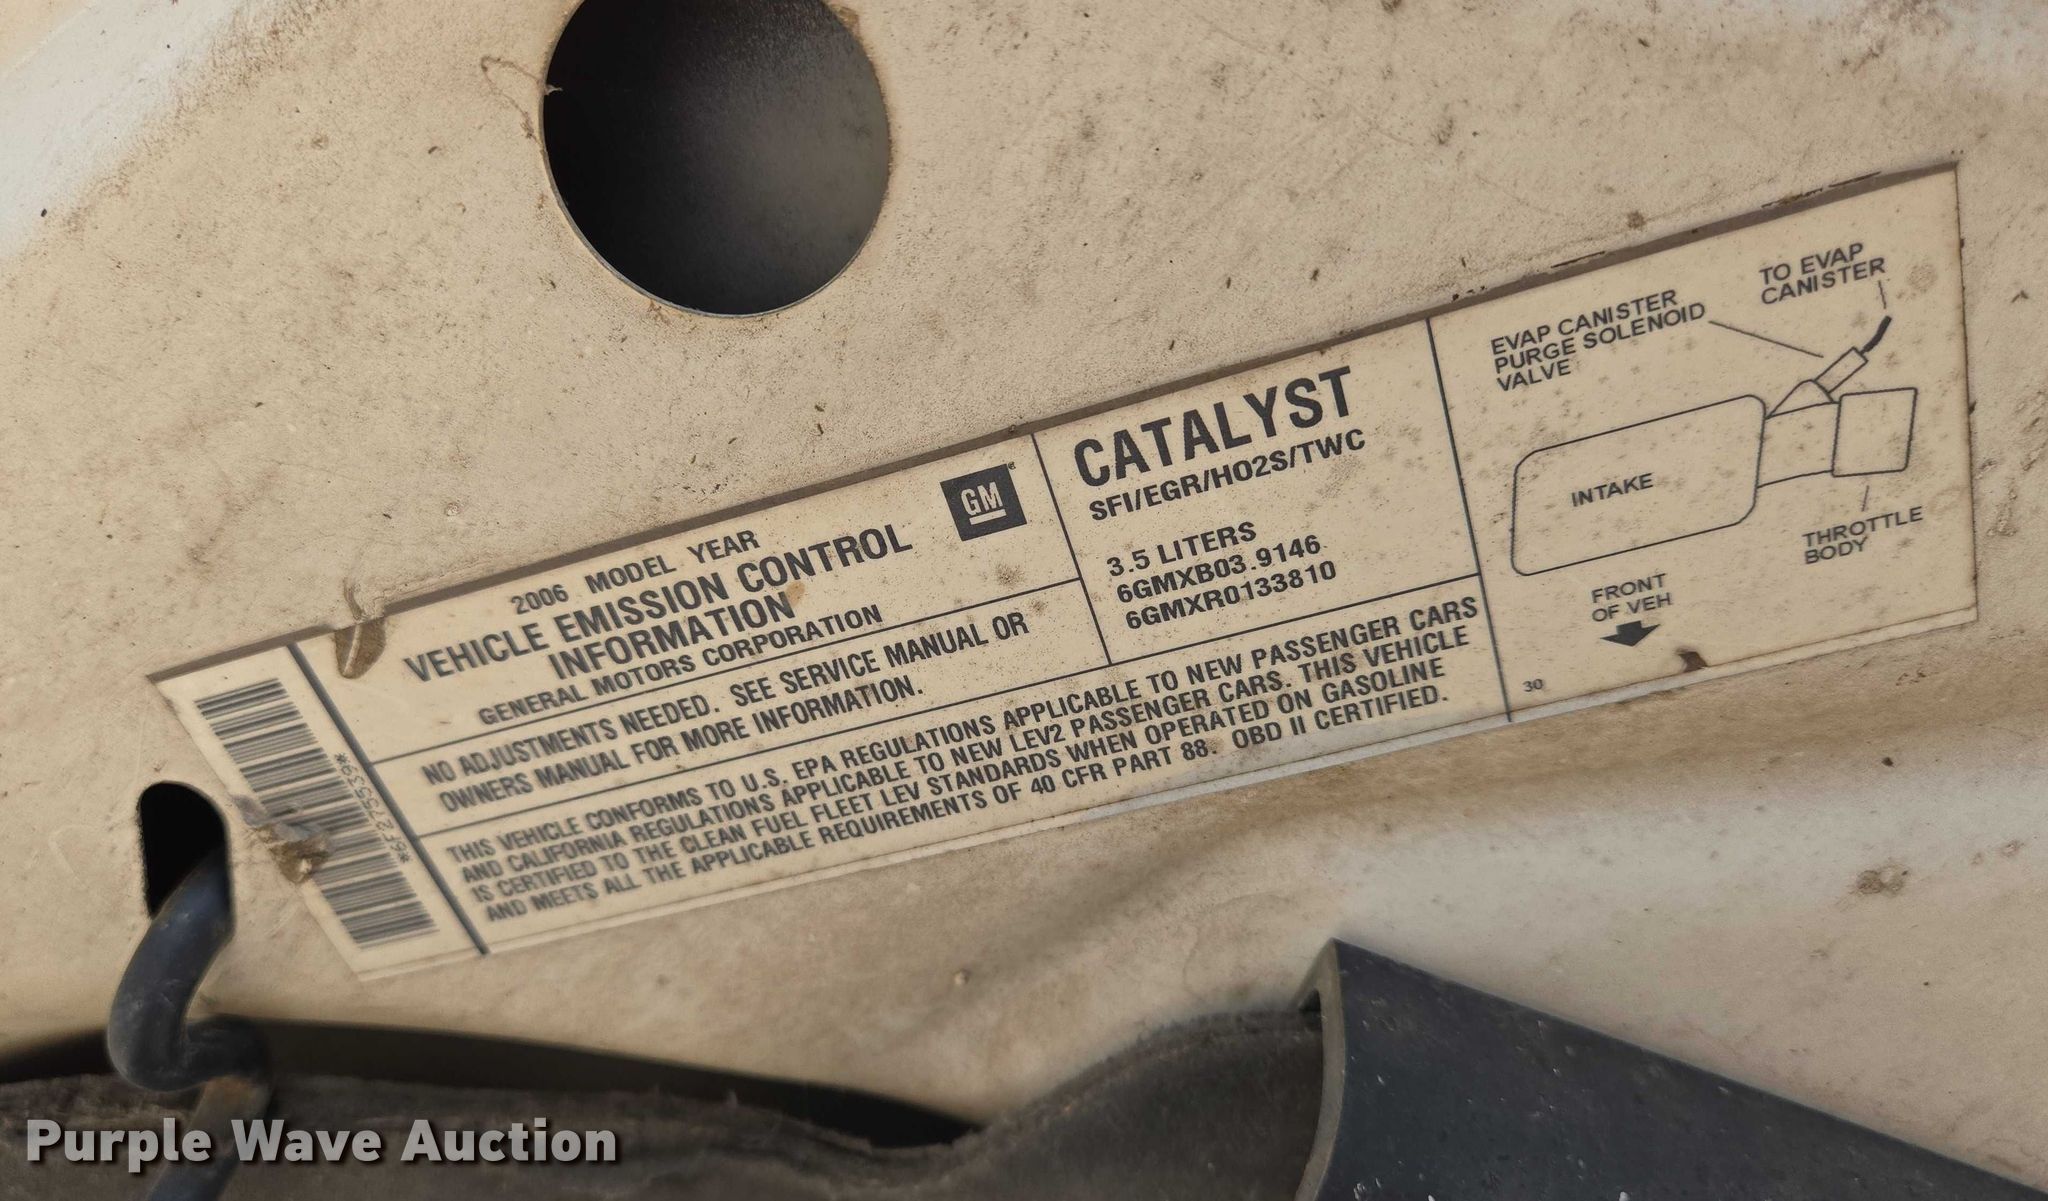 2006 MODEL YEAR
VEHICLE EMISSION CONTROL
INFORMATION
GENERAL MOTORS CORPORATION
GM
NO ADJUSTMENTS NEEDED. SEE SERVICE MANUAL OR
OWNERS MANUAL FOR MORE INFORMATION.
CATALYST
SFI/EGR/HO2S/TWC
3.5 LITERS
6GMXB03.9146
6GMXR0133810
THIS VEHICLE CONFORMS TO U.S. EPA REGULATIONS APPLICABLE TO NEW PASSENGER CARS
AND CALIFORNIA REGULATIONS APPLICABLE TO NEW LEV2 PASSENGER CARS. THIS VEHICLE
IS CERTIFIED TO THE CLEAN FUEL FLEET LEV STANDARDS WHEN OPERATED ON GASOLINE
AND MEETS ALL THE APPLICABLE REQUIREMENTS OF 40 CFR PART 88. OBD II CERTIFIED.
TO EVAP
CANISTER
EVAP CANISTER
PURGE SOLENOID
VALVE
INTAKE
THROTTLE
BODY
FRONT
OF VEH
30
*6F275539*
Purple Wave Auction